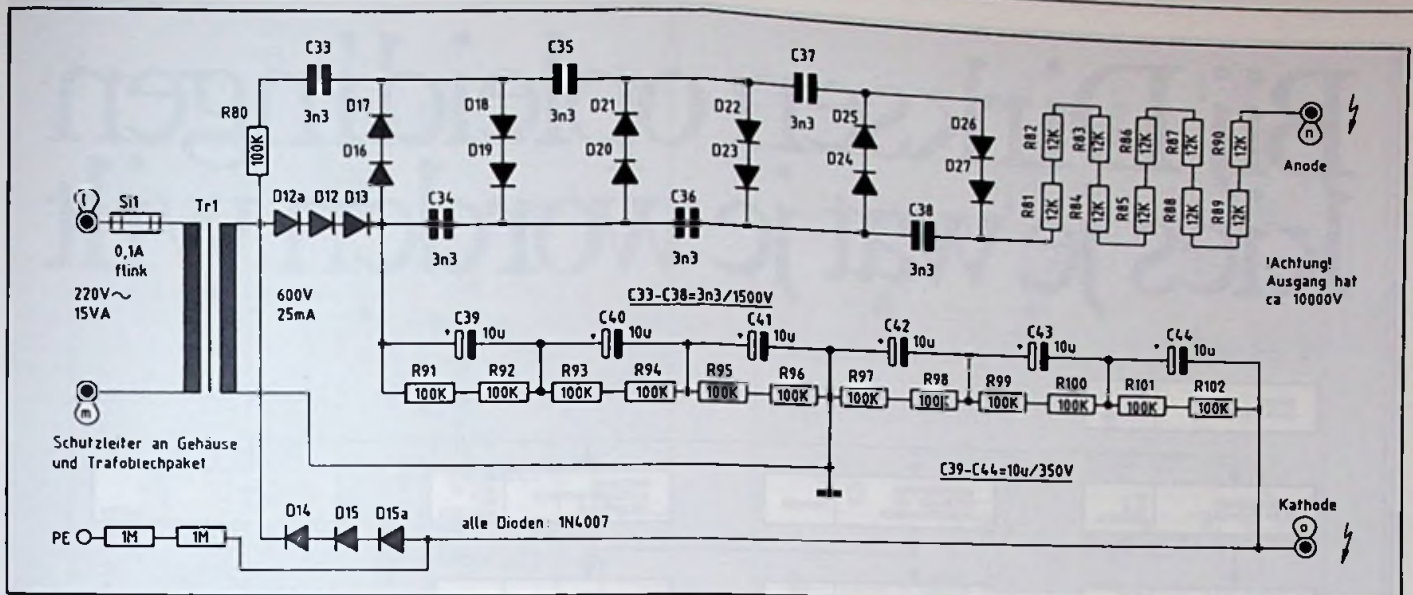 C33
C35
C37
3n3
3n3
3n3
R80
100K
D17
D16
D18
D19
D21
D20
D22
D23
D25
D24
D26
D27
R82
12K
R83
12K
R86
12K
R87
12K
R90
12K
R81
12K
R84
12K
R85
12K
R88
12K
R89
12K
n
Anode
l
Si1
Tr1
D12a
D12
D13
C34
C36
C38
3n3
3n3
3n3
0,1A
flink
220V~
15VA
600V
25mA
!Achtung!
Ausgang hat
ca 10000V
C33-C38=3n3/1500V
C39
+
10u
C40
+
10u
C41
+
10u
C42
+
10u
C43
+
10u
C44
+
10u
R91
100K
R92
100K
R93
100K
R94
100K
R95
100K
R96
100K
R97
100K
R98
100K
R99
100K
R100
100K
R101
100K
R102
100K
m
Schutzleiter an Gehäuse
und Trafoblechpaket
C39-C44=10u/350V
D14
D15
D15a
alle Dioden: 1N4007
PE
1M
1M
Kathode
o